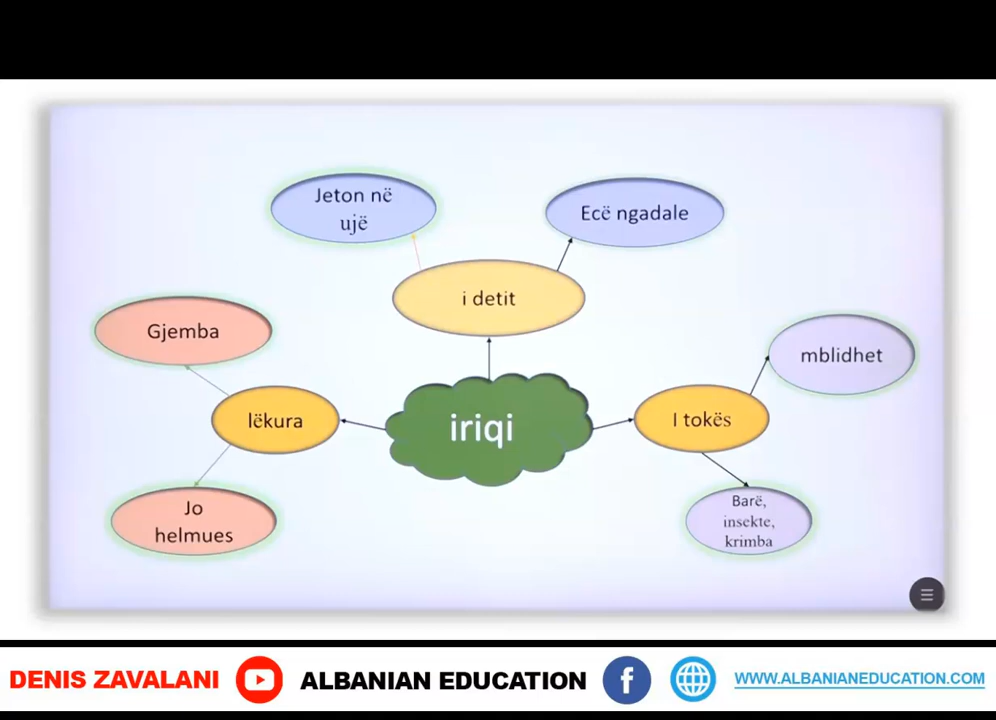 Jeton në
ujë
Ecë ngadale
i detit
Gjemba
mblidhet
lëkura
iriqi
I tokës
Jo
helmues
Barë,
insekte,
krimba
DENIS ZAVALANI
ALBANIAN EDUCATION
WWW.ALBANIANEDUCATION.COM